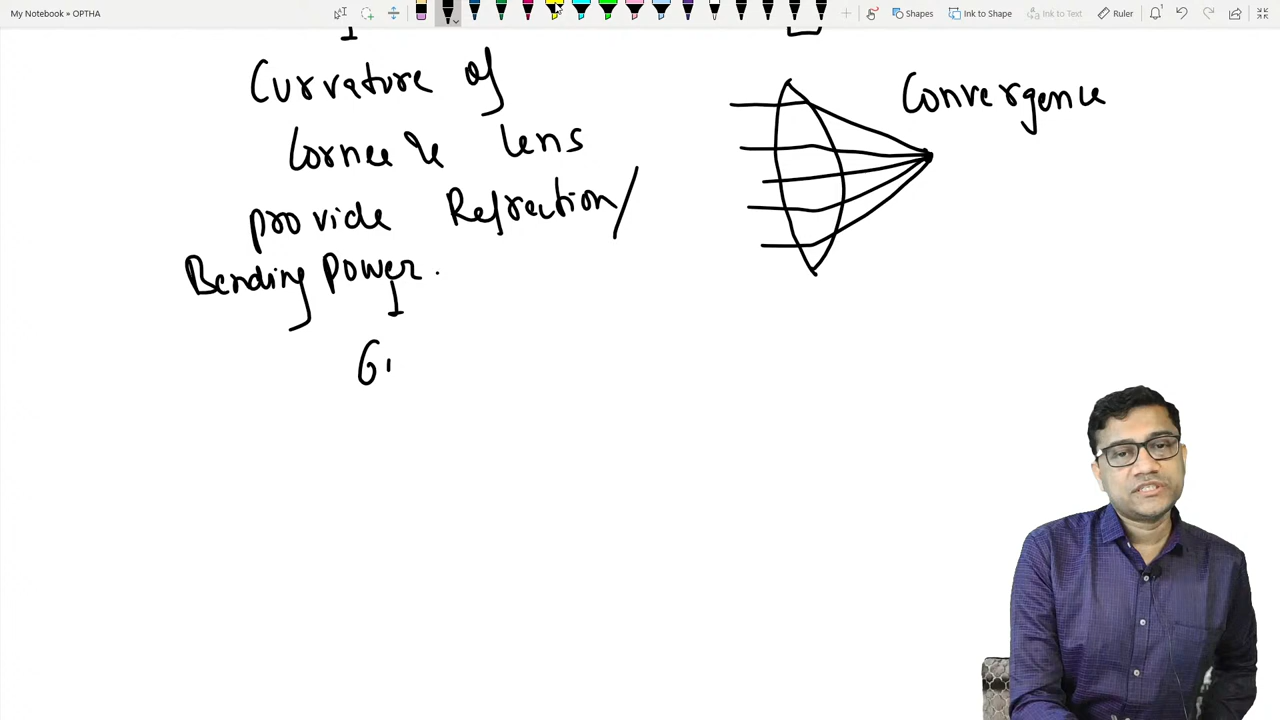 My Notebook » OPTHA
Shapes
Ink to Shape
Ink to Text
Ruler
Curvature of
Cornea & lens
provide Refraction/
Bending Power.
Convergence